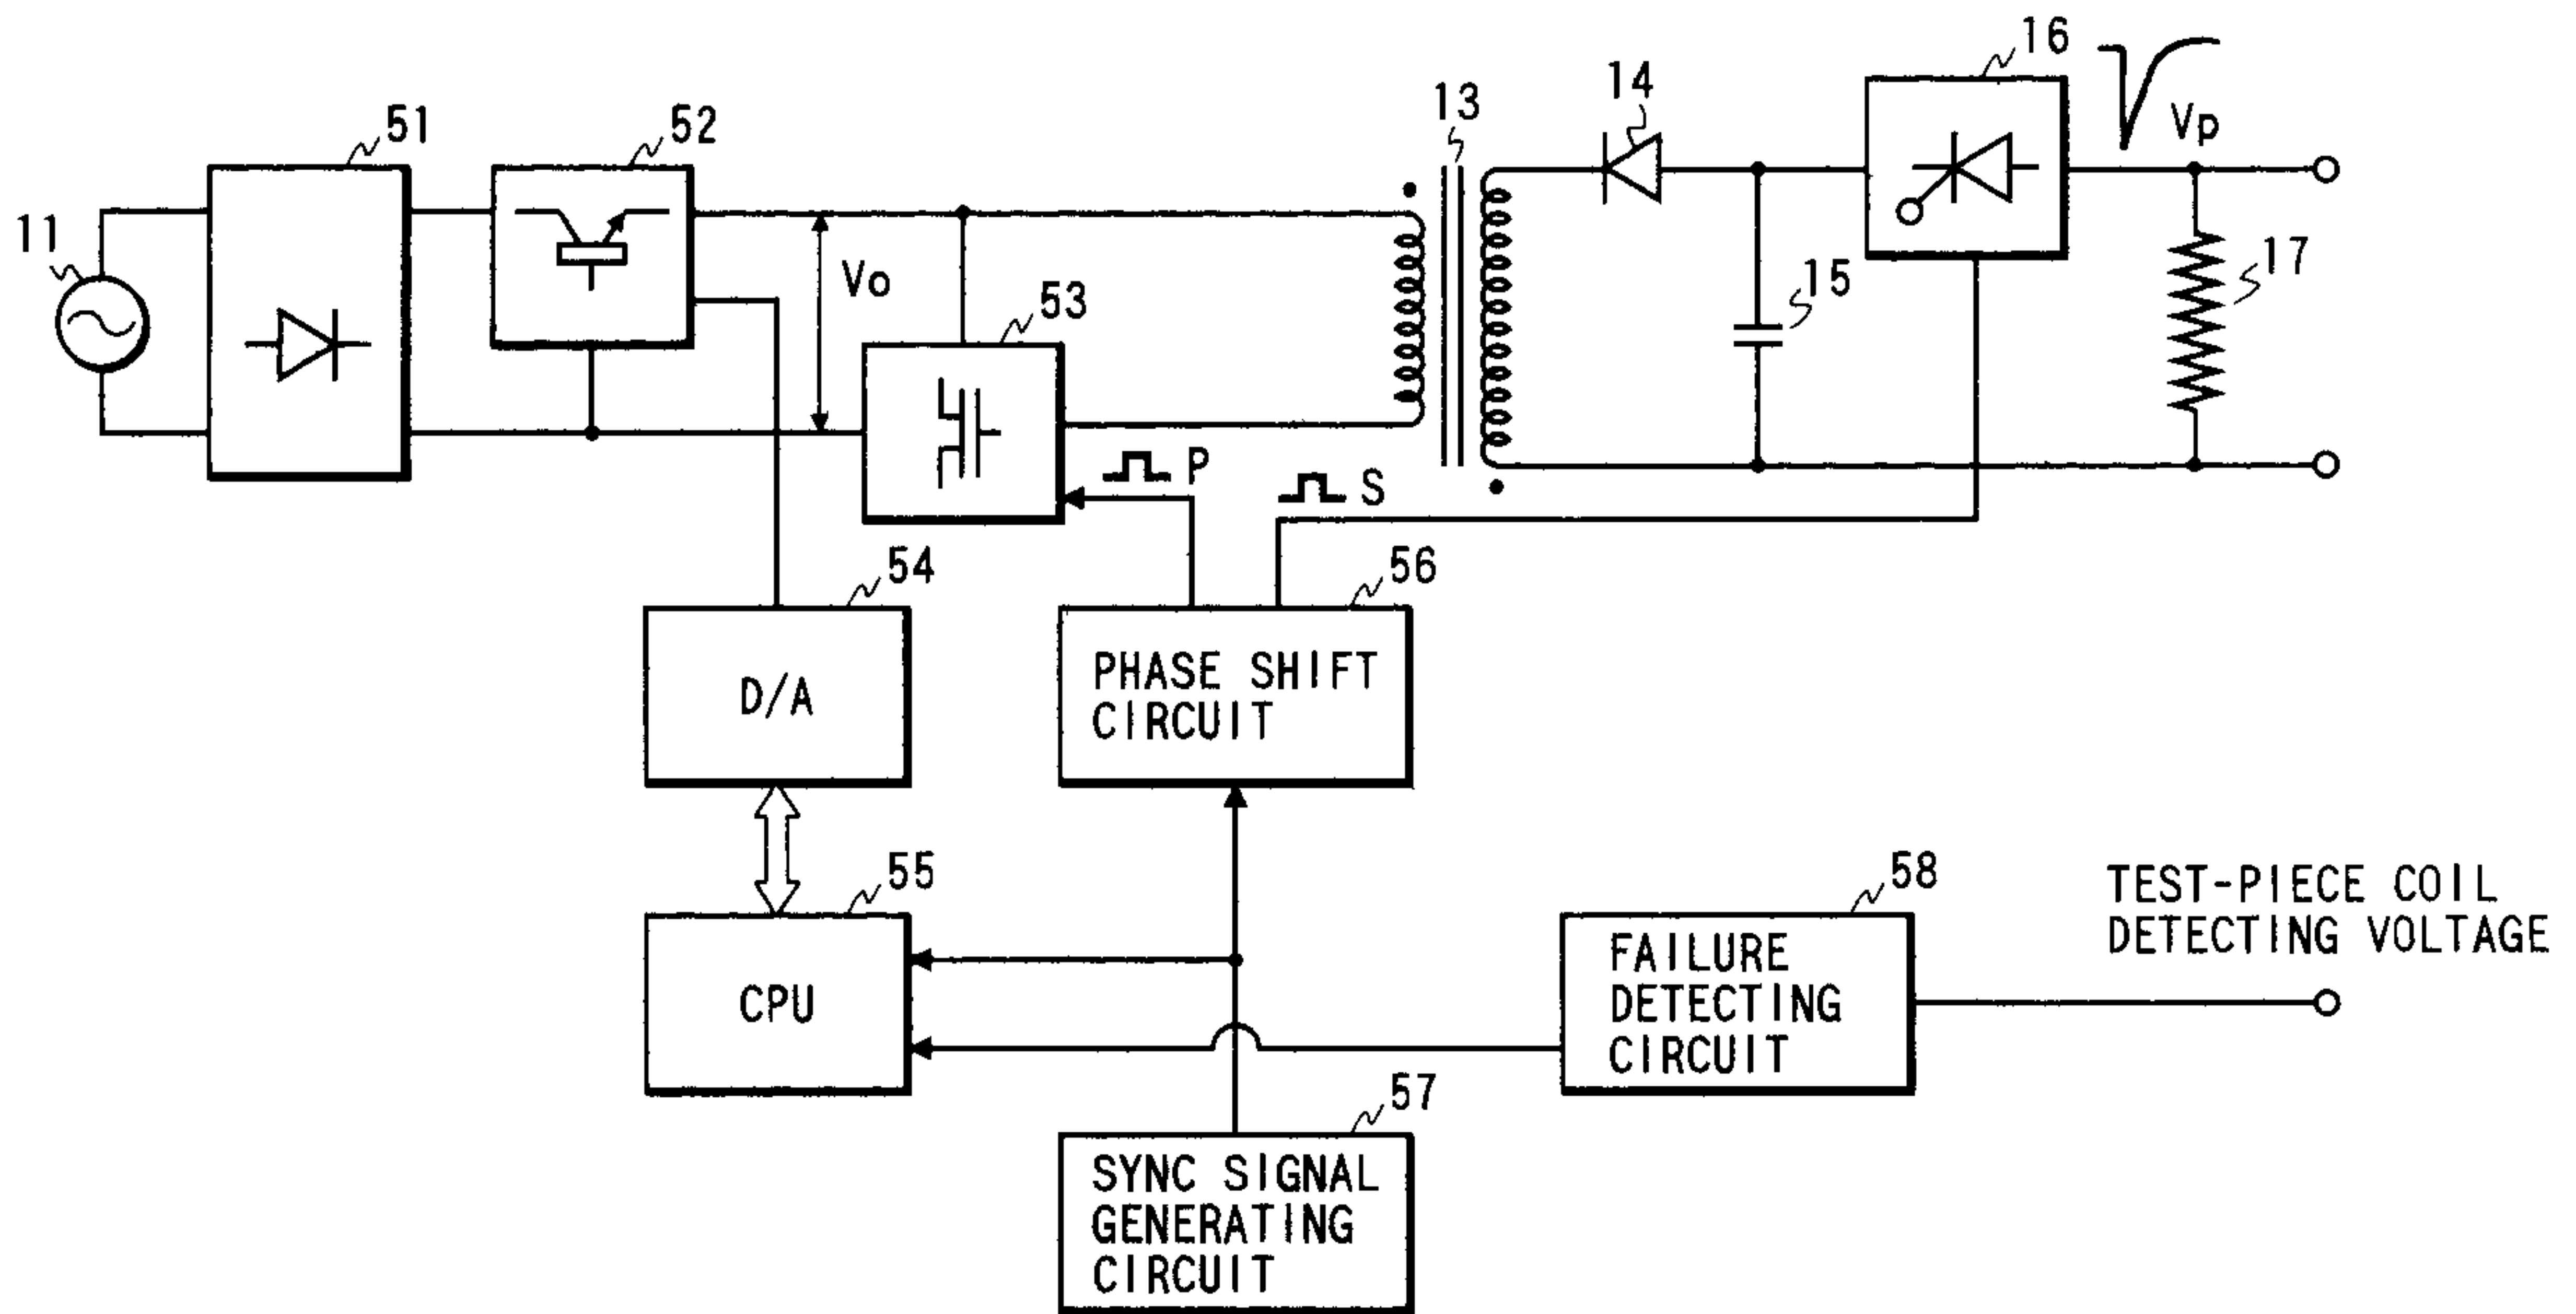 11
51
52
Vo
53
13
14
15
16
Vp
17
P
S
54
D/A
56
PHASE SHIFT
CIRCUIT
55
CPU
58
FAILURE
DETECTING
CIRCUIT
TEST-PIECE COIL
DETECTING VOLTAGE
57
SYNC SIGNAL
GENERATING
CIRCUIT